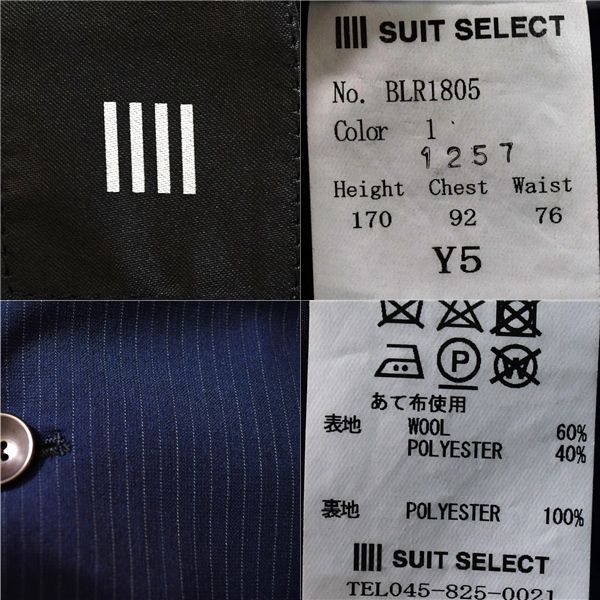 SUIT SELECT
No. BLR1805
Color 1
1257
Height Chest Waist
170 92 76
Y5
P W
あて布使用
表地 WOOL 60%
POLYESTER 40%
裏地 POLYESTER 100%
SUIT SELECT
TEL045-825-0021